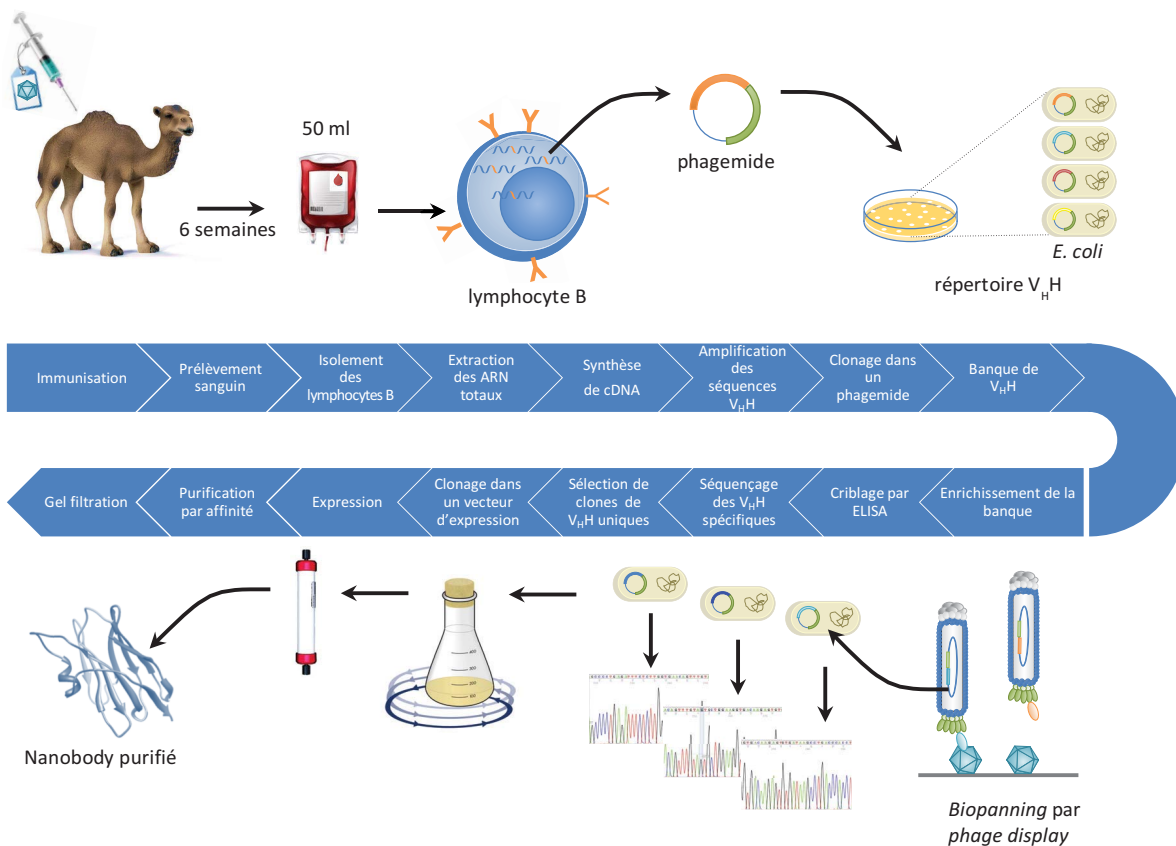 50 ml
6 semaines
lymphocyte B
phagemide
E. coli
répertoire VHH
Immunisation
Prélèvement
sanguin
Isolement
des
lymphocytes B
Extraction
des ARN
totaux
Synthèse
de cDNA
Amplification
des
séquences
VHH
Clonage dans
un
phagemide
Banque de
VHH
Gel filtration
Purification
par affinité
Expression
Clonage dans
un vecteur
d'expression
Sélection de
clones de
VHH uniques
Séquençage
des VHH
spécifiques
Criblage par
ELISA
Enrichissement de la
banque
400
300
200
Nanobody purifié
Biopanning par
phage display